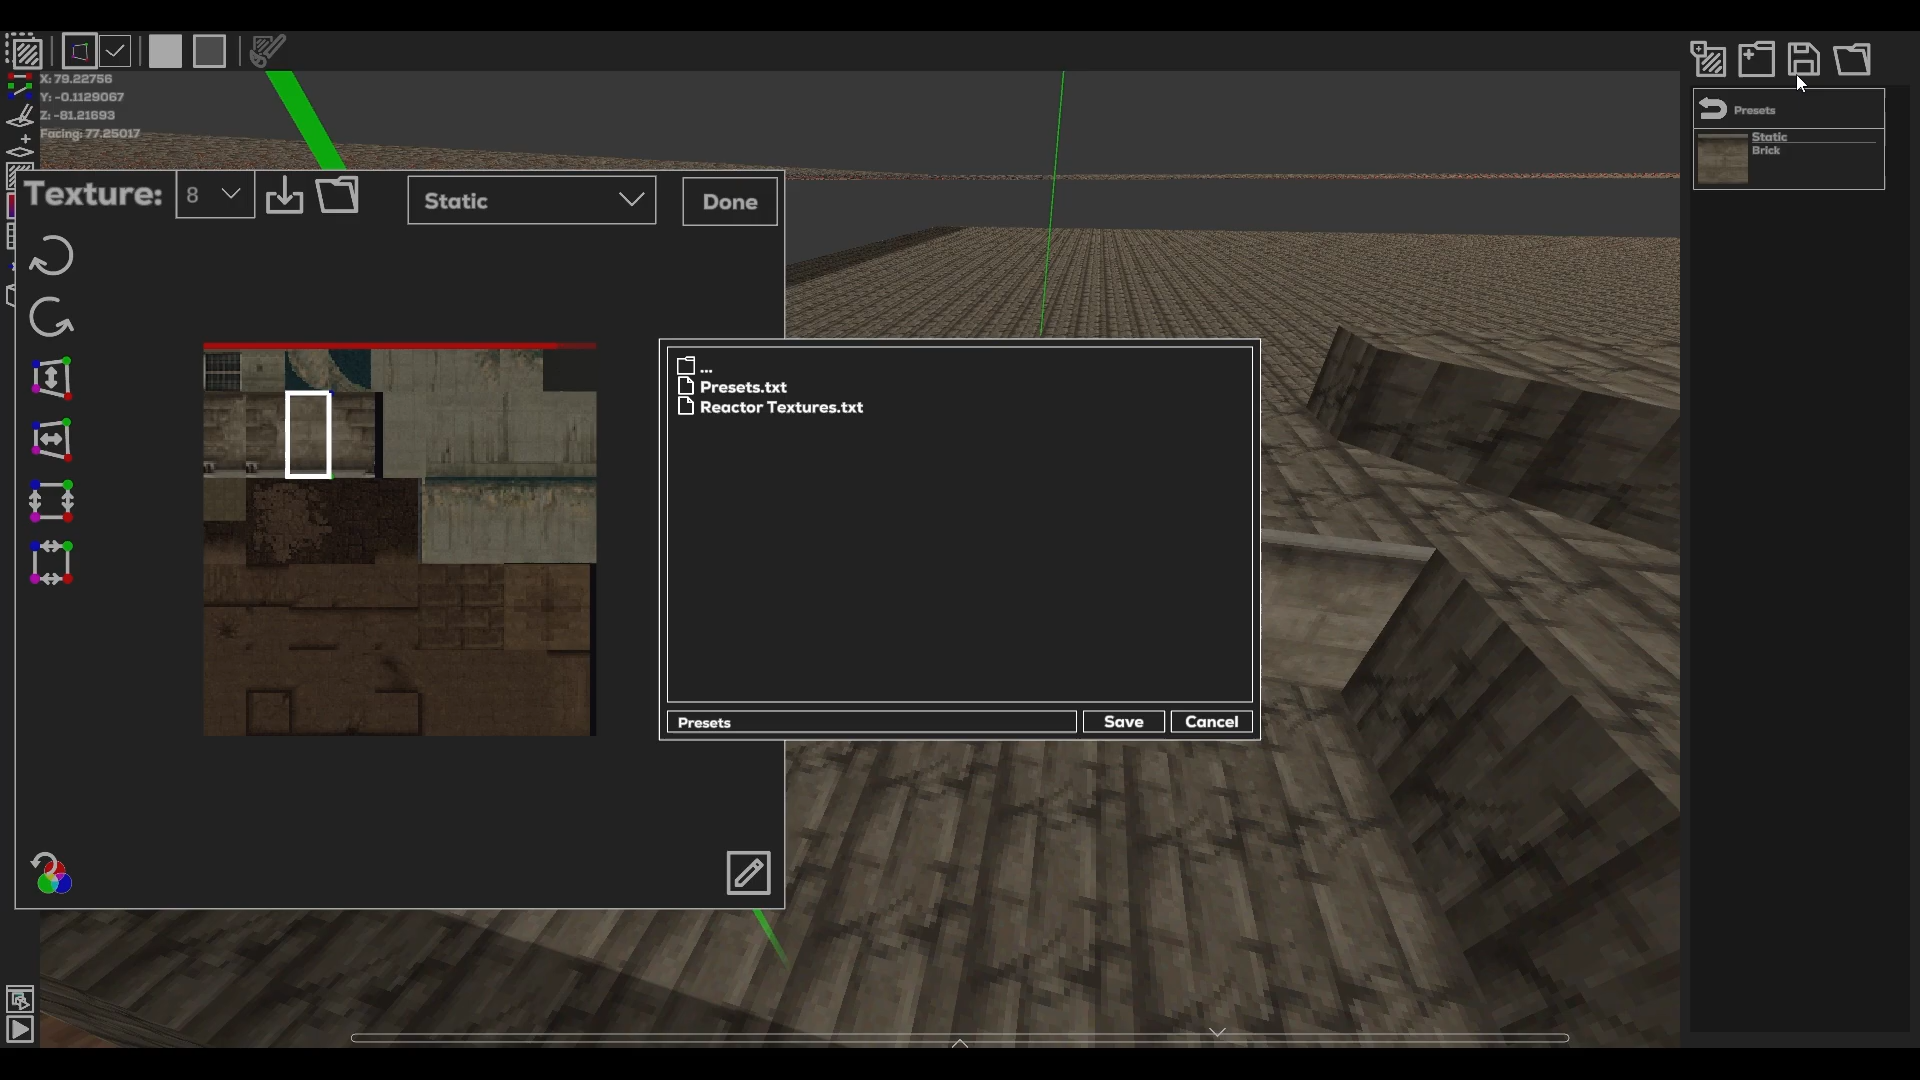 X: 79.22756
Y: -0.1129067
Z: -81.21693
Facing: 77.25017
Presets
Static
Brick
Texture:
8
Static
Done
...
Presets.txt
Reactor Textures.txt
Presets
Save
Cancel